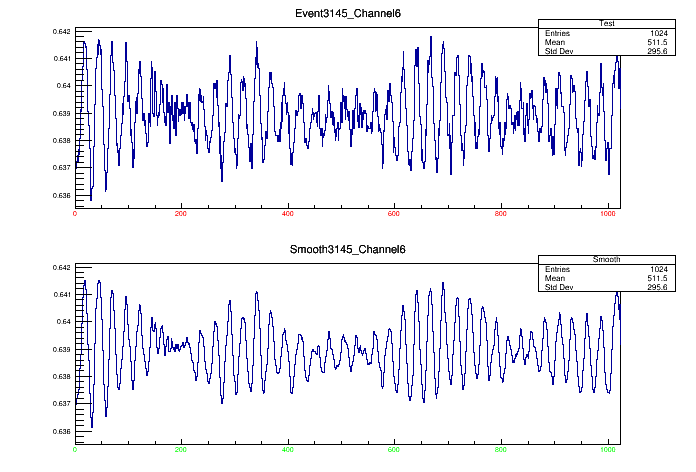 Event3145_Channel6
Test
Entries 1024
Mean 511.5
Std Dev 295.6
0.642
0.641
0.64
0.639
0.638
0.637
0.636
0 200 400 600 800 1000
Smooth3145_Channel6
Smooth
Entries 1024
Mean 511.5
Std Dev 295.6
0.642
0.641
0.64
0.639
0.638
0.637
0.636
0 200 400 600 800 1000